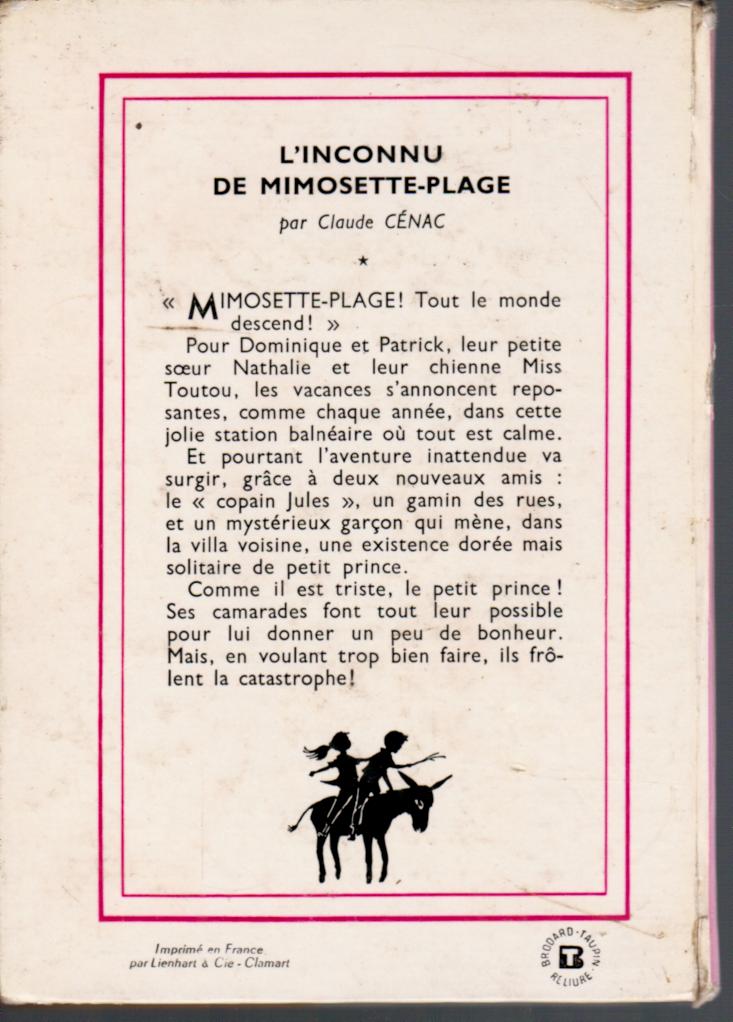 L'INCONNU
DE MIMOSETTE-PLAGE
par Claude CÉNAC
★
« MIMOSETTE-PLAGE! Tout le monde
descend! »
Pour Dominique et Patrick, leur petite
sœur Nathalie et leur chienne Miss
Toutou, les vacances s'annoncent repo-
santes, comme chaque année, dans cette
jolie station balnéaire où tout est calme.
Et pourtant l'aventure inattendue va
surgir, grâce à deux nouveaux amis :
le « copain Jules », un gamin des rues,
et un mystérieux garçon qui mène, dans
la villa voisine, une existence dorée mais
solitaire de petit prince.
Comme il est triste, le petit prince!
Ses camarades font tout leur possible
pour lui donner un peu de bonheur.
Mais, en voulant trop bien faire, ils frô-
lent la catastrophe!
Imprimé en France
par Lienhart & Cie - Clamart
BRODARD-TAUPIN
BT
RELIURE